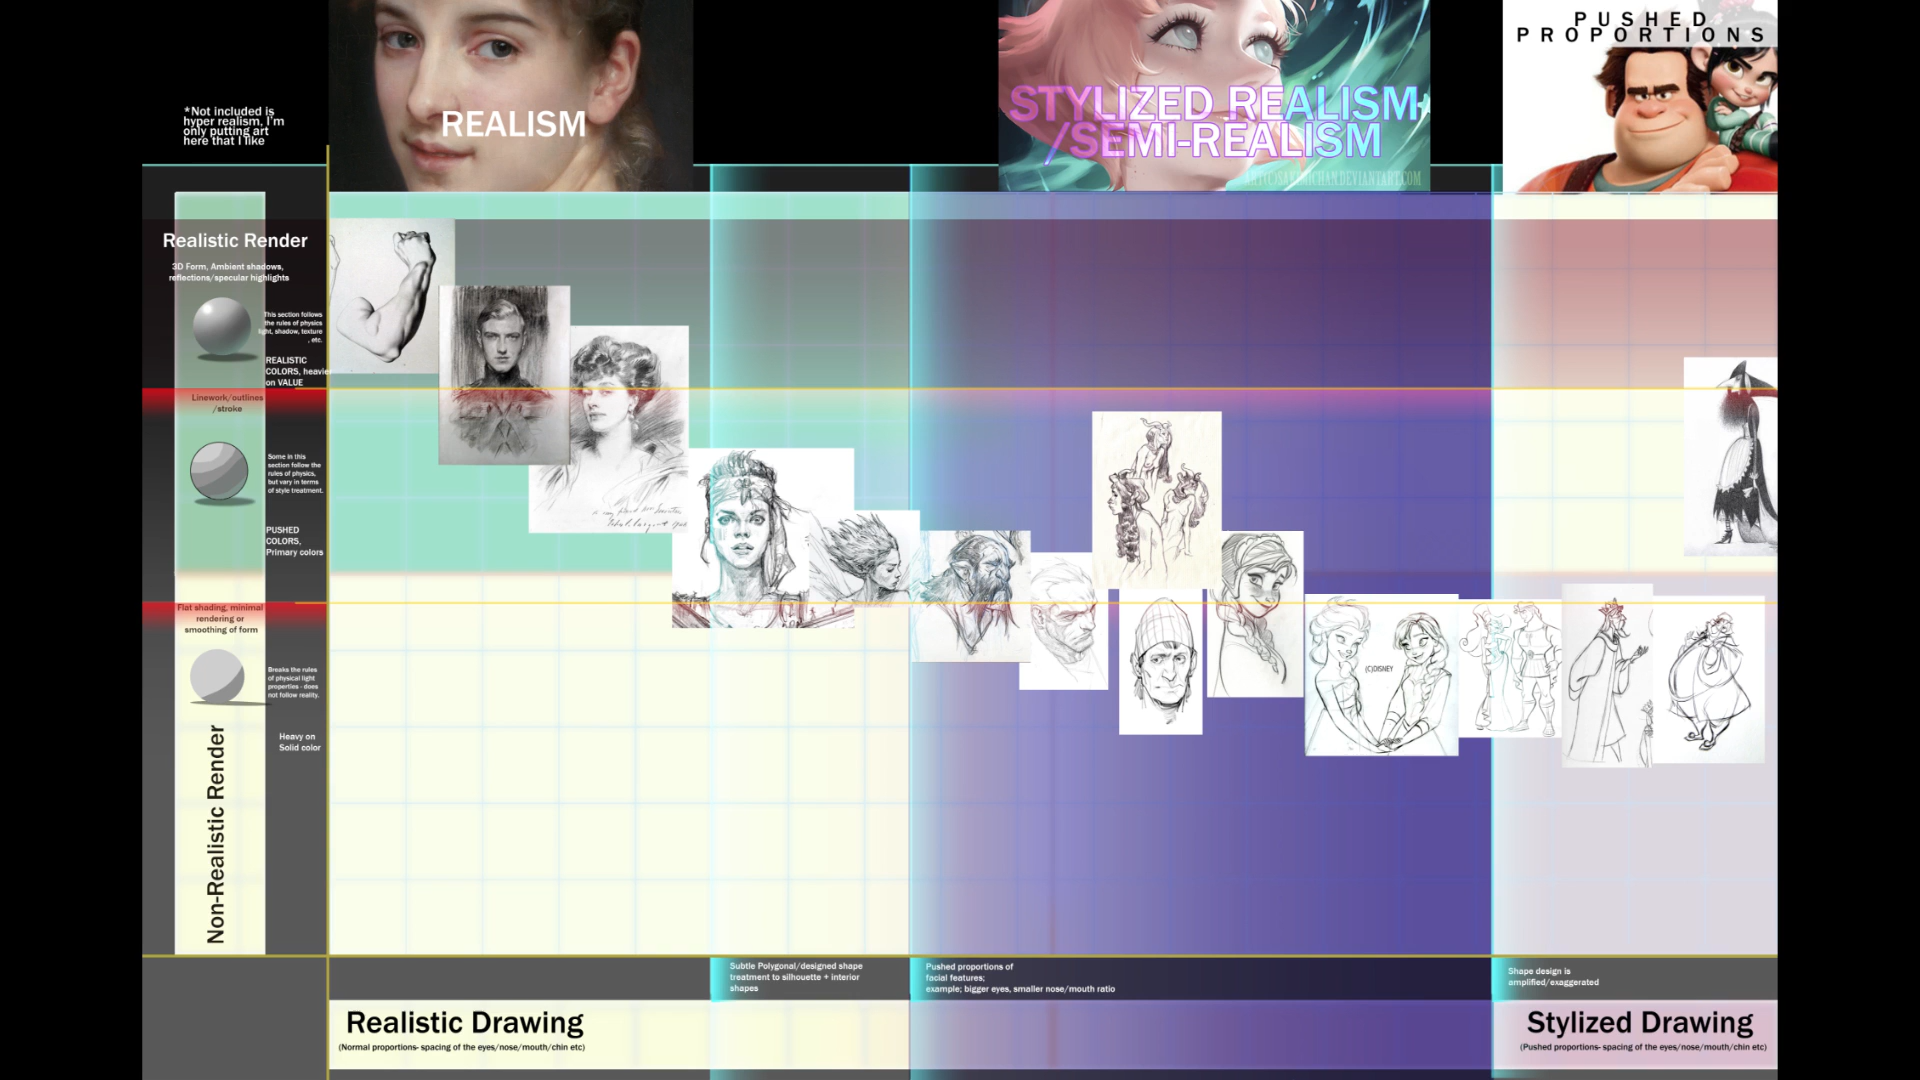 *Not included is
hyper realism, I'm
only putting art
here that I like
REALISM
STYLIZED REALISM
/SEMI-REALISM
ART(C)SAKIMICHAN.DEVIANTART.COM
PUSHED
PROPORTIONS
Realistic Render
3D Form, Ambient shadows,
reflections/specular highlights
This section follows
the rules of physics
light, shadow, texture
, etc.
REALISTIC
COLORS, heavier
on VALUE
Linework/outlines
/stroke
Some in this
section follow the
rules of physics,
but vary in terms
of style treatment.
PUSHED
COLORS,
Primary colors
Flat shading, minimal
rendering or
smoothing of form
Breaks the rules
of physical light
properties - does
not follow reality.
Heavy on
Solid color
Non-Realistic Render
(C)DISNEY
Subtle Polygonal/designed shape
treatment to silhouette + interior
shapes
Pushed proportions of
facial features;
example; bigger eyes, smaller nose/mouth ratio
Shape design is
amplified/exaggerated
Realistic Drawing
(Normal proportions- spacing of the eyes/nose/mouth/chin etc)
Stylized Drawing
(Pushed proportions- spacing of the eyes/nose/mouth/chin etc)